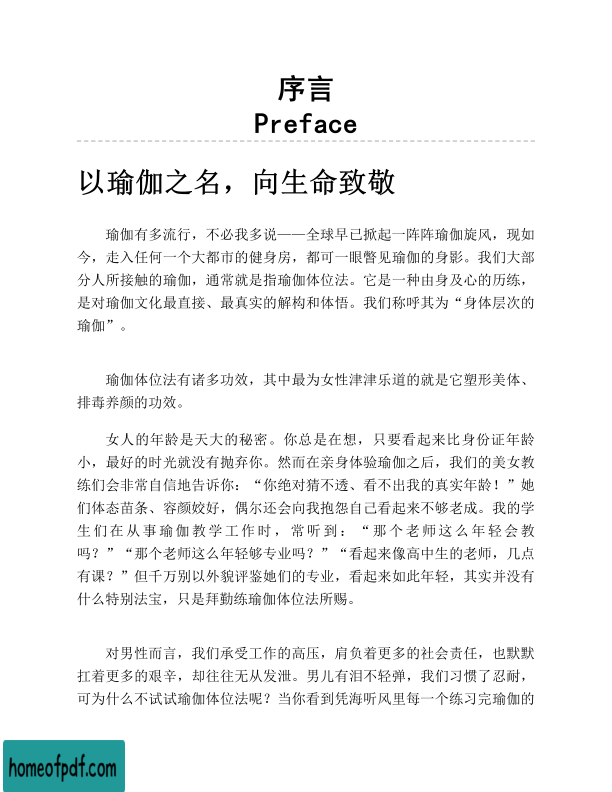 序言
Preface
以瑜伽之名，向生命致敬
瑜伽有多流行，不必我多说——全球早已掀起一阵阵瑜伽旋风，现如
今，走入任何一个大都市的健身房，都可一眼瞥见瑜伽的身影。我们大部
分人所接触的瑜伽，通常就是指瑜伽体位法。它是一种由身及心的历练，
是对瑜伽文化最直接、最真实的解构和体悟。我们称呼其为“身体层次的
瑜伽”。
瑜伽体位法有诸多功效，其中最为女性津津乐道的就是它塑形美体、
排毒养颜的功效。
女人的年龄是天大的秘密。你总是在想，只要看起来比身份证年龄
小，最好的时光就没有抛弃你。然而在亲身体验瑜伽之后，我们的美女教
练们会非常自信地告诉你：“你绝对猜不透、看不出我的真实年龄！”她
们体态苗条、容颜姣好，偶尔还会向我抱怨自己看起来不够老成。我的学
生们在从事瑜伽教学工作时，常听到：“那个老师这么年轻会教
吗？”“那个老师这么年轻够专业吗？”“看起来像高中生的老师，几点
有课？”但千万别以外貌评鉴她们的专业，看起来如此年轻，其实并没有
什么特别法宝，只是拜勤练瑜伽体位法所赐。
对男性而言，我们承受工作的高压，肩负着更多的社会责任，也默默
扛着更多的艰辛，却往往无从发泄。男儿有泪不轻弹，我们习惯了忍耐，
可为什么不试试瑜伽体位法呢？当你看到凭海听风里每一个练习完瑜伽的
homeofpdf.com